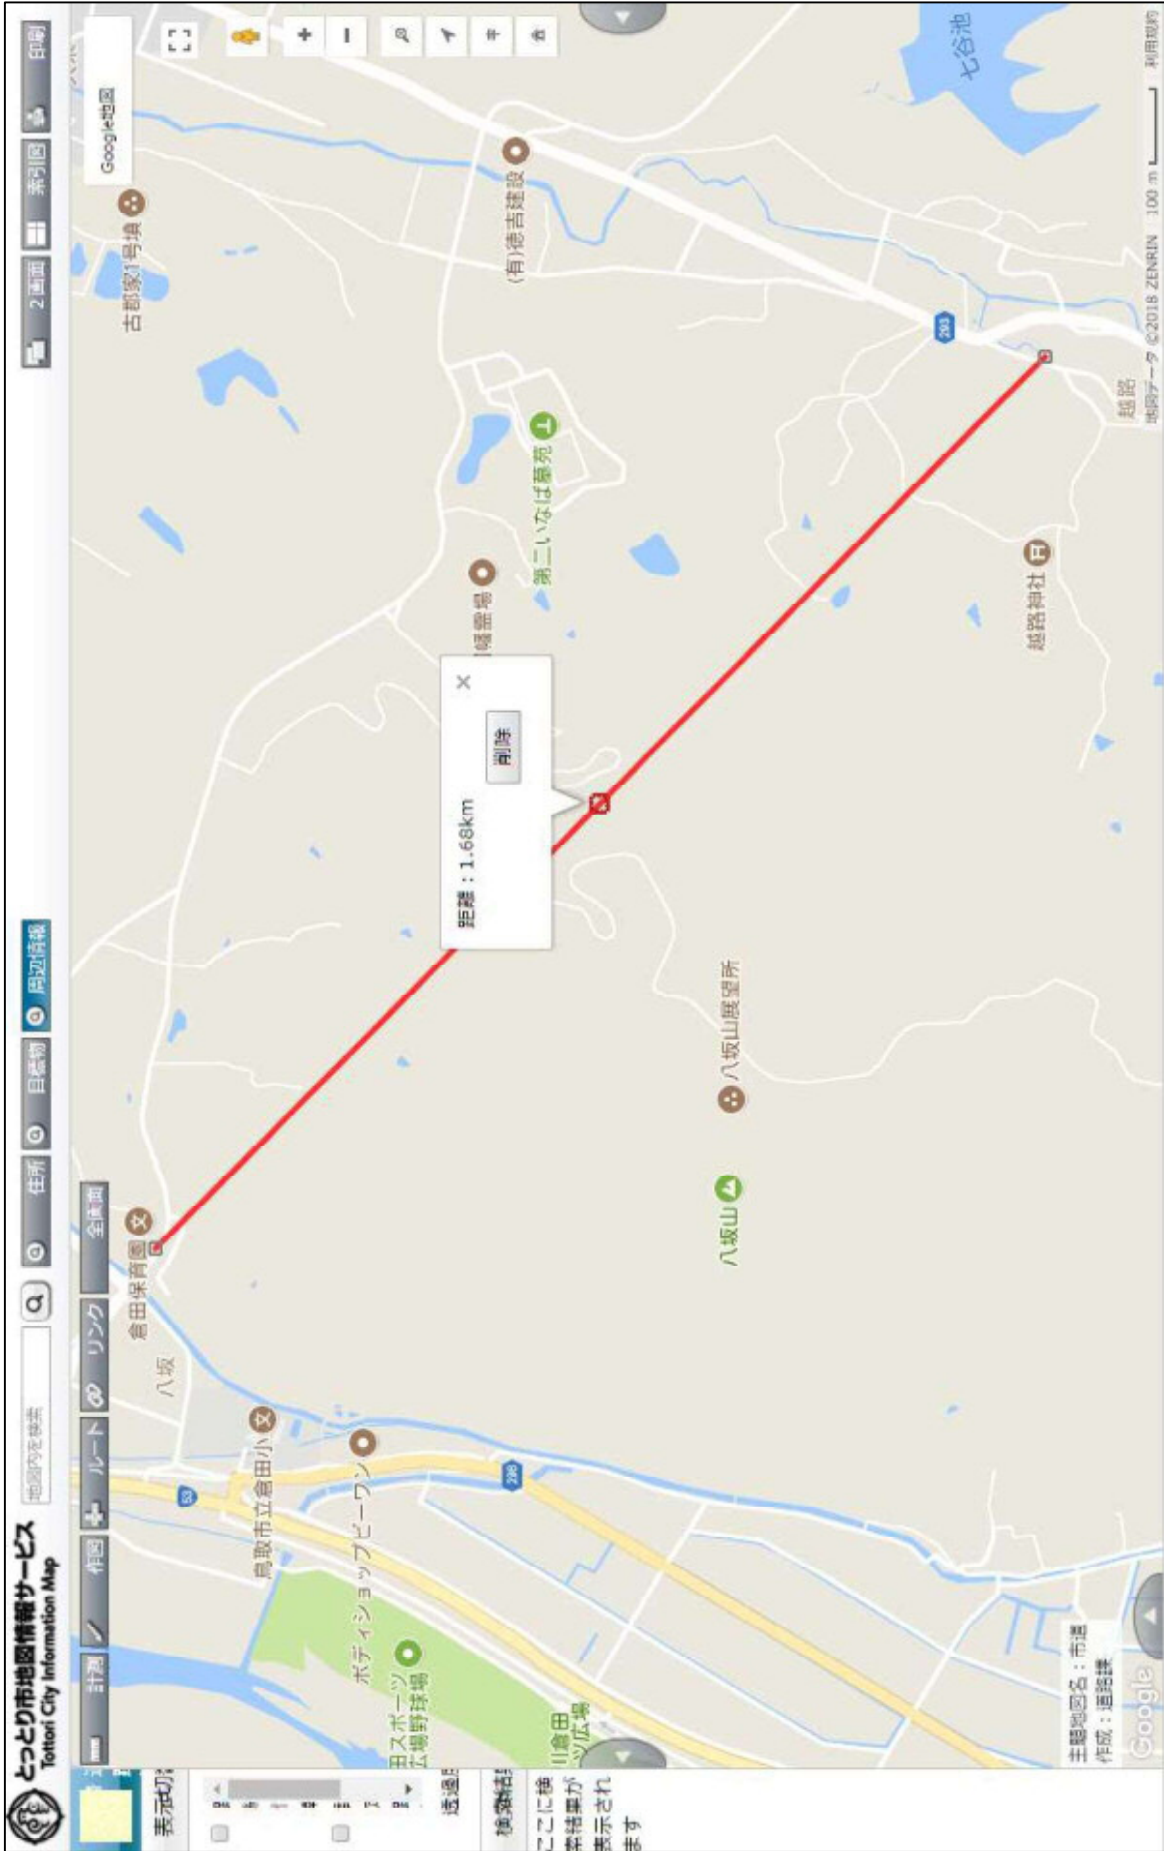 とっとり市地図情報サービス
Tottori City Information Map
地図内を検索
住所
目標物
周辺情報
2画面
索引図
印刷
計測
作図
ルート
リンク
全画面
Google地図
倉田保育園
八坂
古郡家1号墳
53
鳥取市立倉田小
ボディショップビーワン
296
田スポーツ
広場野球場
川倉田
ツ広場
距離：1.68km
削除
幡霊場
第二いなば墓苑
(有)徳吉建設
八坂山
八坂山展望所
293
越路神社
越路
七谷池
表示切
透過
ここに検
索結果が
表示され
ます
主題地図名：市道
作成：道路課
Google
地図データ ©2018 ZENRIN
100 m
利用規約